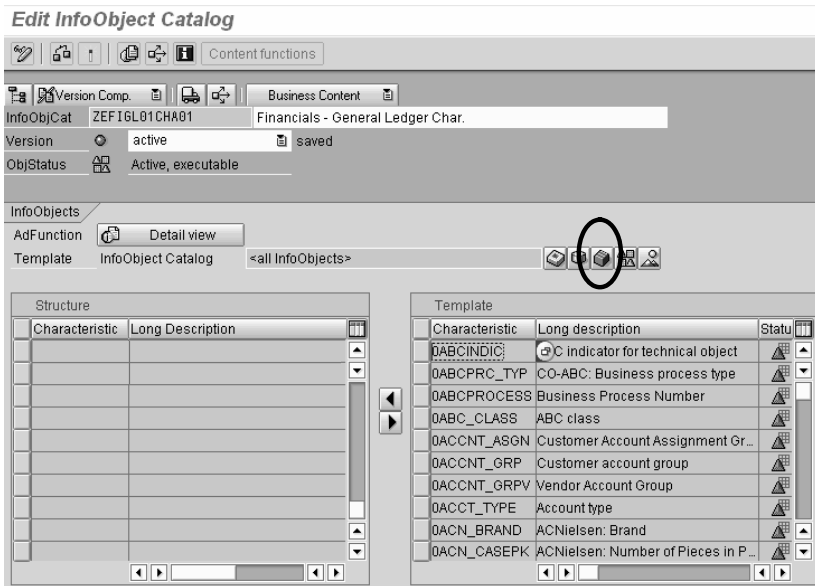 Edit InfoObject Catalog
Content functions
Version Comp. Business Content
InfoObjCat ZEFIGL01CHA01 Financials - General Ledger Char.
Version active saved
ObjStatus Active, executable
InfoObjects
AdFunction Detail view
Template InfoObject Catalog <all InfoObjects>
Structure Template
Characteristic Long Description Characteristic Long description Statu
0ABCINDIC C indicator for technical object
0ABCPRC_TYP CO-ABC: Business process type
0ABCPROCESS Business Process Number
0ABC_CLASS ABC class
0ACCNT_ASGN Customer Account Assignment Gr...
0ACCNT_GRP Customer account group
0ACCNT_GRPV Vendor Account Group
0ACCT_TYPE Account type
0ACN_BRAND ACNielsen: Brand
0ACN_CASEPK ACNielsen: Number of Pieces in P...